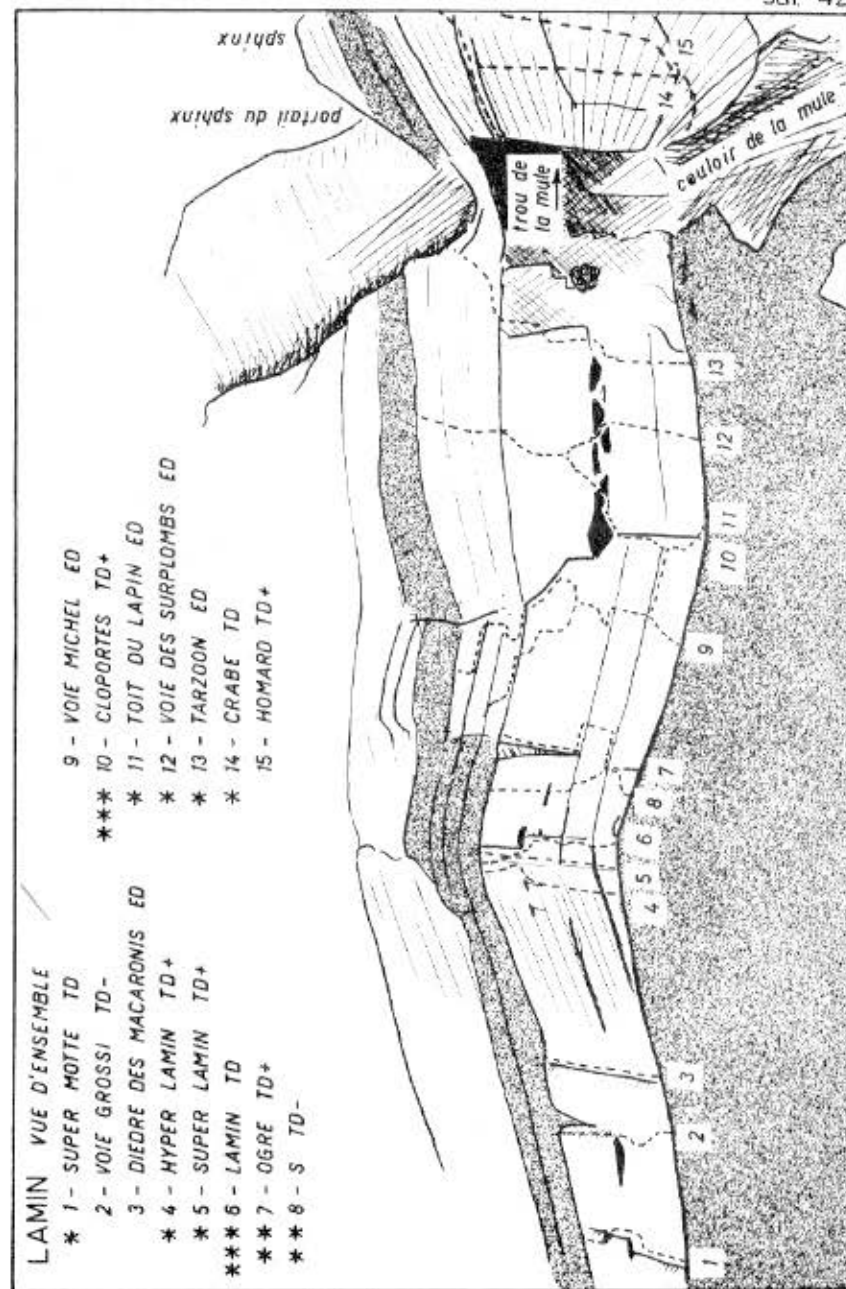 LAMIN VUE D'ENSEMBLE
* 1 - SUPER MOTTE TD
2 - VOIE GROSSI TD-
3 - DIEDRE DES MACARONIS ED
* 4 - HYPER LAMIN TD+
* 5 - SUPER LAMIN TD+
*** 6 - LAMIN TD
** 7 - OGRE TD+
** 8 - S TD-
9 - VOIE MICHEL ED
*** 10 - CLOPORTES TD+
* 11 - TOIT DU LAPIN ED
* 12 - VOIE DES SURPLOMBS ED
* 13 - TARZOON ED
* 14 - CRABE TD
15 - HOMARD TD+
portail du sphinx
sphinx
trou de
la mule
couloir de la mule
1
2
3
4
5
6
8
7
9
10
11
12
13
14
15